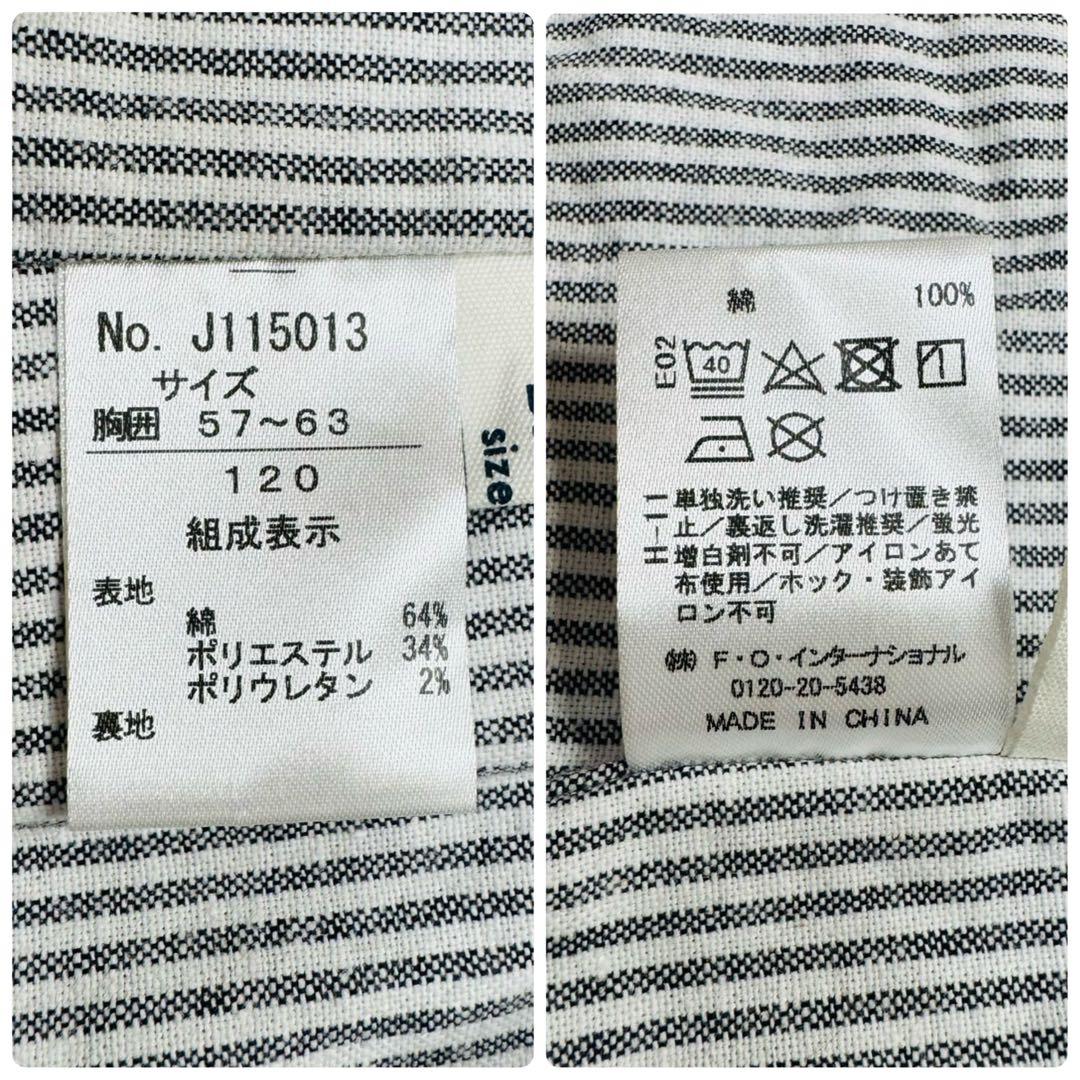 No. J115013
サイズ
胸囲 57～63
120
組成表示
表地
綿 64%
ポリエステル 34%
ポリウレタン 2%
裏地
size
綿 100%
E02
40
1
単独洗い推奨/つけ置き禁
止/裏返し洗濯推奨/蛍光
増白剤不可/アイロンあて
布使用/ホック・装飾アイ
ロン不可
㈱ F・O・インターナショナル
0120-20-5438
MADE IN CHINA